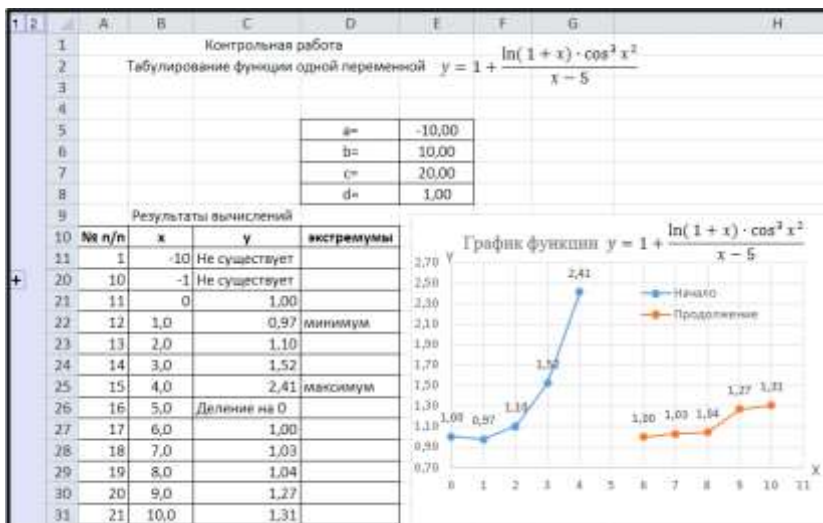 1 2 A B C D E F G H
1 Контрольная работа
2 Табулирование функции одной переменной y = 1 + ln( 1 + x) · cos³ x² / x − 5
3
4
5 a= -10,00
6 b= 10,00
7 c= 20,00
8 d= 1,00
9 Результаты вычислений
10 № п/п x y экстремумы
11 1 -10 Не существует
20 10 -1 Не существует
21 11 0 1,00
22 12 1,0 0,97 минимум
23 13 2,0 1,10
24 14 3,0 1,52
25 15 4,0 2,41 максимум
26 16 5,0 Деление на 0
27 17 6,0 1,00
28 18 7,0 1,03
29 19 8,0 1,04
30 20 9,0 1,27
31 21 10,0 1,31
График функции y = 1 + ln( 1 + x) · cos³ x² / x − 5
Y
2,70
2,50
2,30
2,10
1,90
1,70
1,50
1,30
1,10
0,90
0,70
1,00 0,97 1,10 1,52 2,41
1,00 1,03 1,04 1,27 1,31
Начало
Продолжение
0 1 2 3 4 5 6 7 8 9 10 11
X